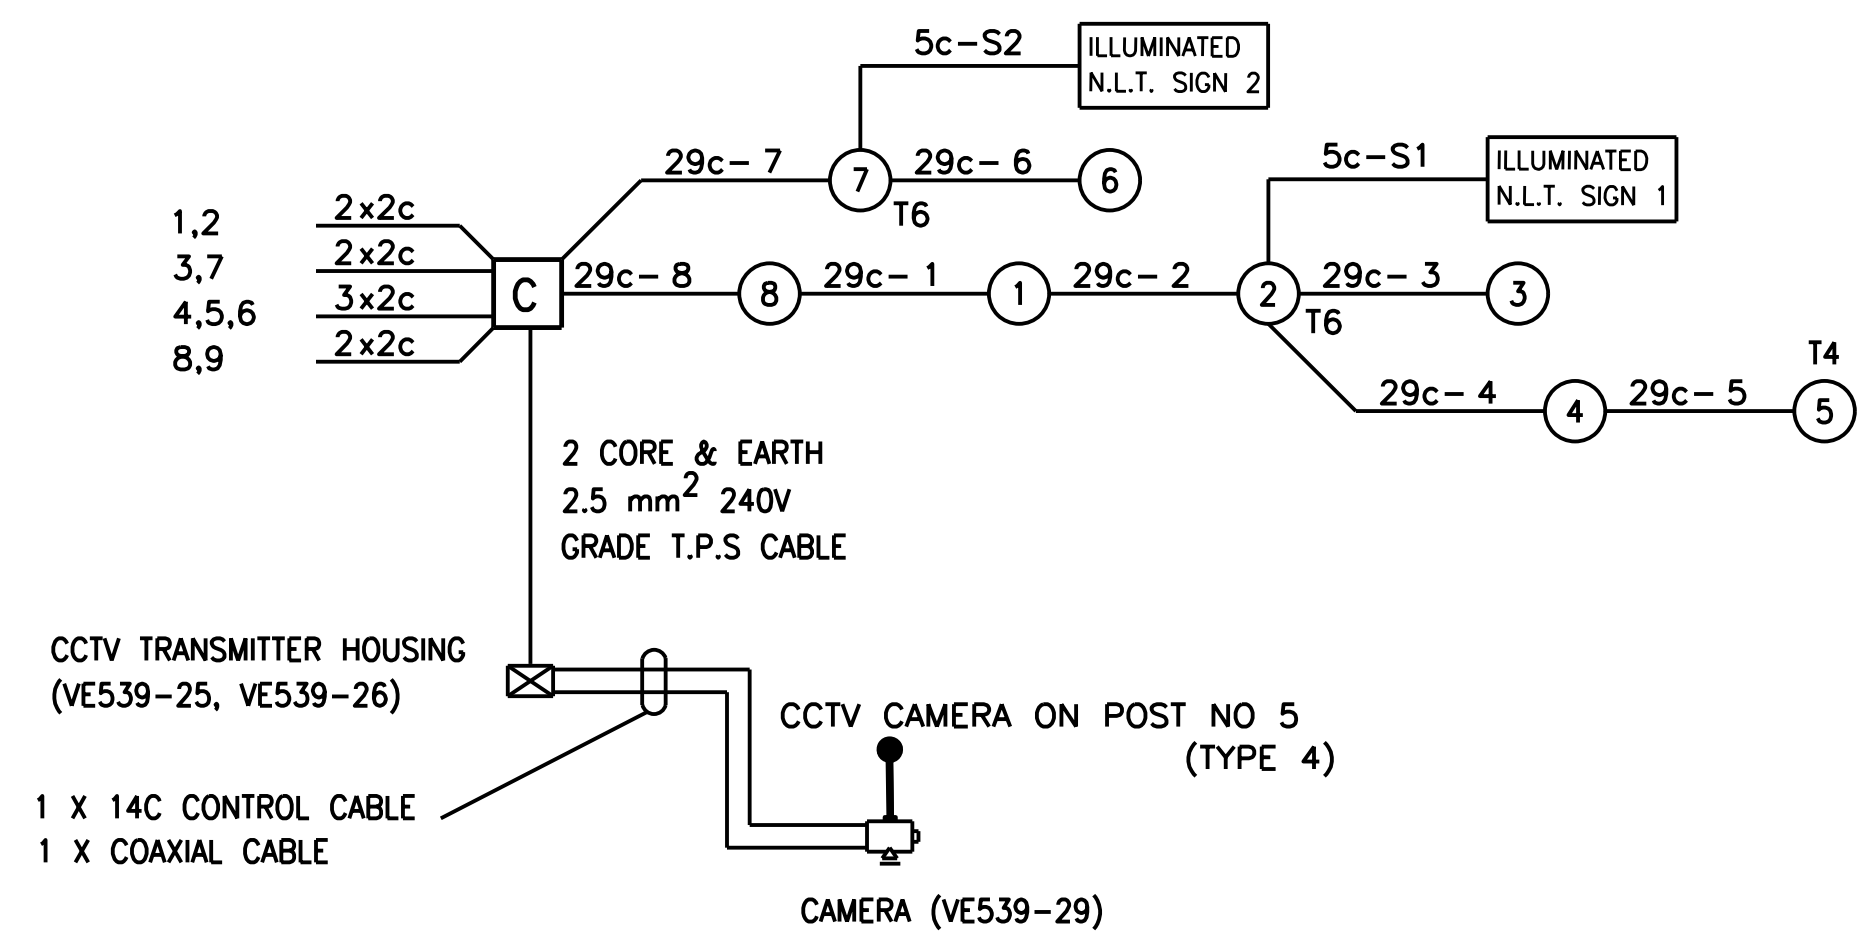 5c-S2
ILLUMINATED
N.L.T. SIGN 2
5c-S1
ILLUMINATED
N.L.T. SIGN 1
29c- 7
7
29c- 6
6
T6
1,2
2x2c
3,7
2x2c
4,5,6
3x2c
8,9
2x2c
C
29c- 8
8
29c- 1
1
29c- 2
2
29c- 3
3
T6
T4
29c- 4
4
29c- 5
5
2 CORE & EARTH
2.5 mm² 240V
GRADE T.P.S CABLE
CCTV TRANSMITTER HOUSING
(VE539-25, VE539-26)
CCTV CAMERA ON POST NO 5
(TYPE 4)
1 X 14C CONTROL CABLE
1 X COAXIAL CABLE
CAMERA (VE539-29)